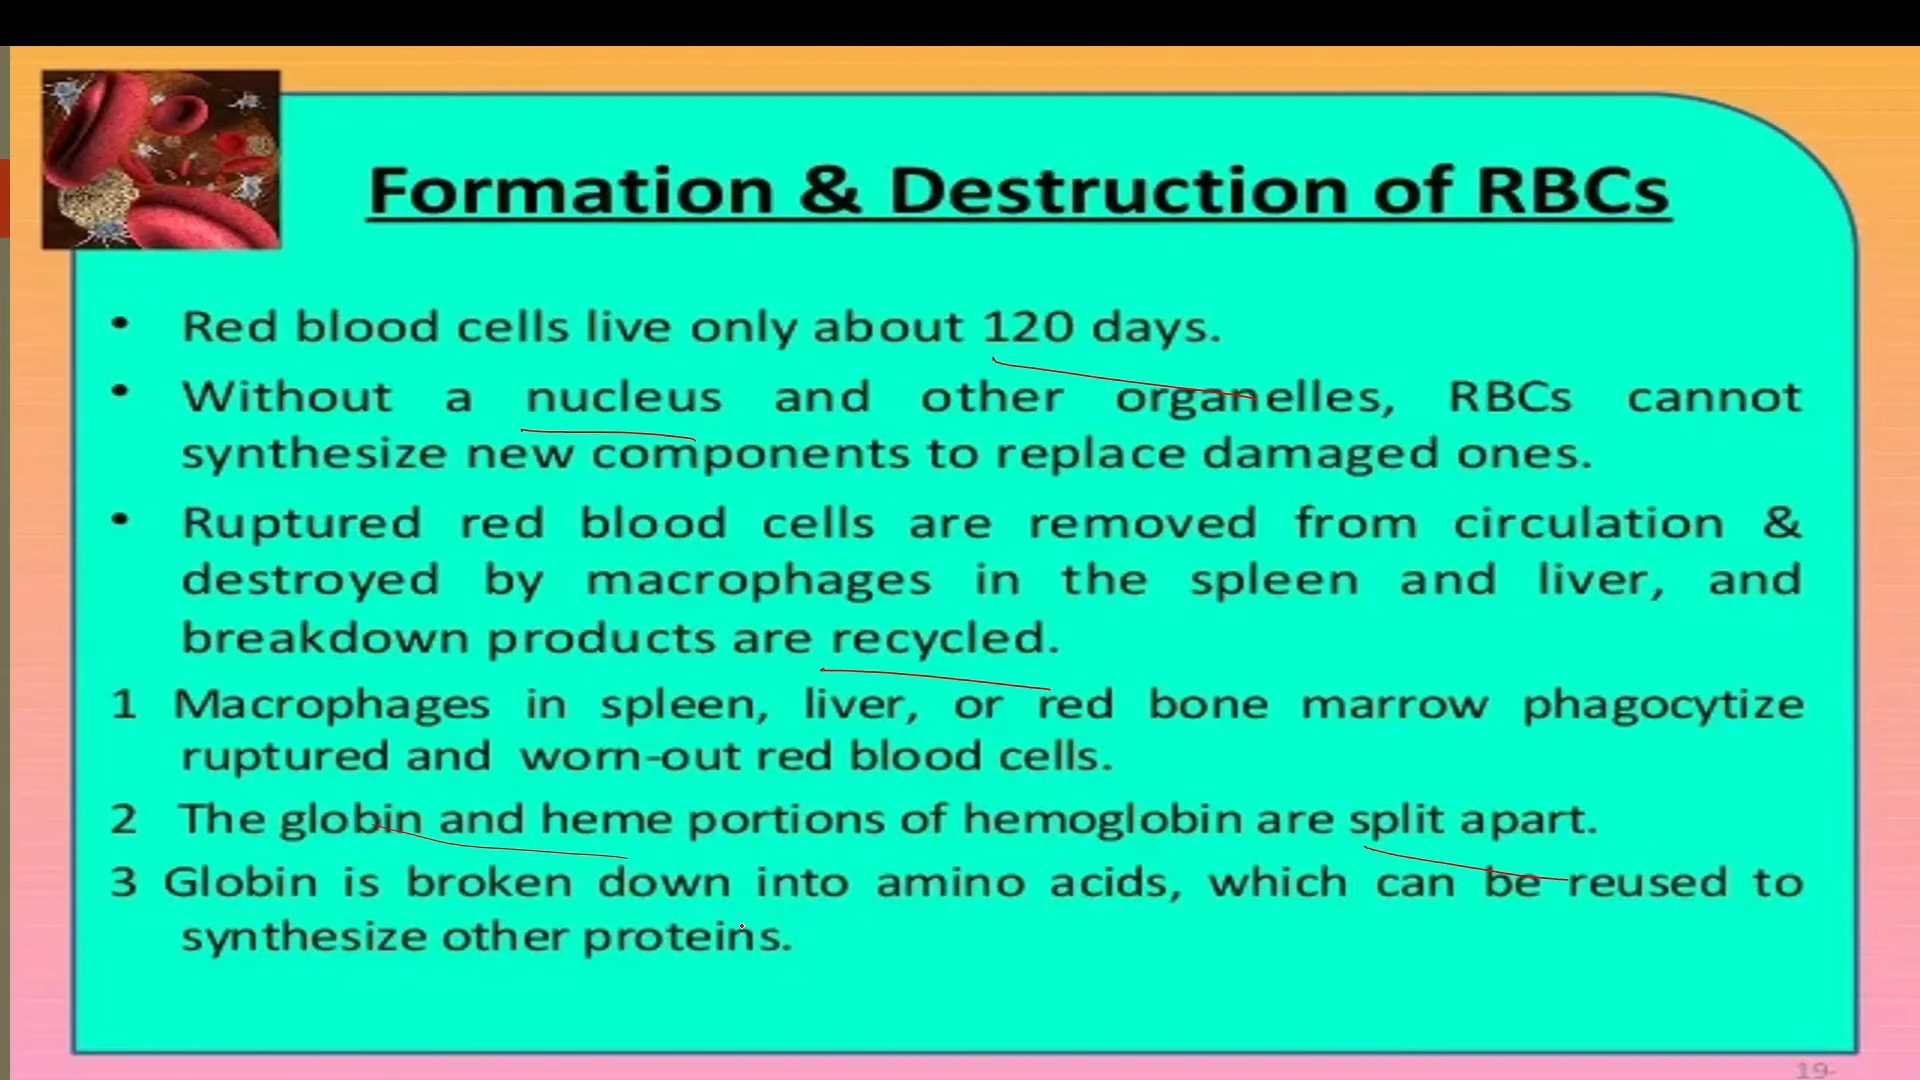 Formation & Destruction of RBCs
• Red blood cells live only about 120 days.
• Without a nucleus and other organelles, RBCs cannot
synthesize new components to replace damaged ones.
• Ruptured red blood cells are removed from circulation &
destroyed by macrophages in the spleen and liver, and
breakdown products are recycled.
1 Macrophages in spleen, liver, or red bone marrow phagocytize
ruptured and worn-out red blood cells.
2 The globin and heme portions of hemoglobin are split apart.
3 Globin is broken down into amino acids, which can be reused to
synthesize other proteins.
19-